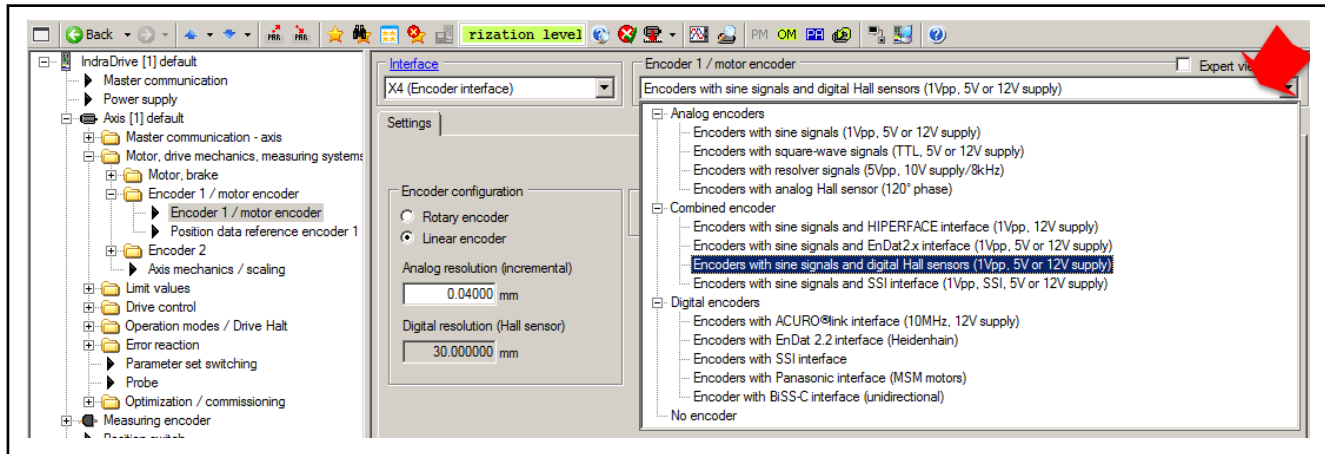 Back
PAR
PAR
rization level
PM OM PA
IndraDrive [1] default
Master communication
Power supply
Axis [1] default
Master communication - axis
Motor, drive mechanics, measuring systems
Motor, brake
Encoder 1 / motor encoder
Encoder 1 / motor encoder
Position data reference encoder 1
Encoder 2
Axis mechanics / scaling
Limit values
Drive control
Operation modes / Drive Halt
Error reaction
Parameter set switching
Probe
Optimization / commissioning
Measuring encoder
Interface
X4 (Encoder interface)
Settings
Encoder configuration
Rotary encoder
Linear encoder
Analog resolution (incremental)
0.04000 mm
Digital resolution (Hall sensor)
30.000000 mm
Encoder 1 / motor encoder
Expert
Encoders with sine signals and digital Hall sensors (1Vpp, 5V or 12V supply)
Analog encoders
Encoders with sine signals (1Vpp, 5V or 12V supply)
Encoders with square-wave signals (TTL, 5V or 12V supply)
Encoders with resolver signals (5Vpp, 10V supply/8kHz)
Encoders with analog Hall sensor (120° phase)
Combined encoder
Encoders with sine signals and HIPERFACE interface (1Vpp, 12V supply)
Encoders with sine signals and EnDat2.x interface (1Vpp, 5V or 12V supply)
Encoders with sine signals and digital Hall sensors (1Vpp, 5V or 12V supply)
Encoders with sine signals and SSI interface (1Vpp, SSI, 5V or 12V supply)
Digital encoders
Encoders with ACURO®link interface (10MHz, 12V supply)
Encoders with EnDat 2.2 interface (Heidenhain)
Encoders with SSI interface
Encoders with Panasonic interface (MSM motors)
Encoder with BiSS-C interface (unidirectional)
No encoder